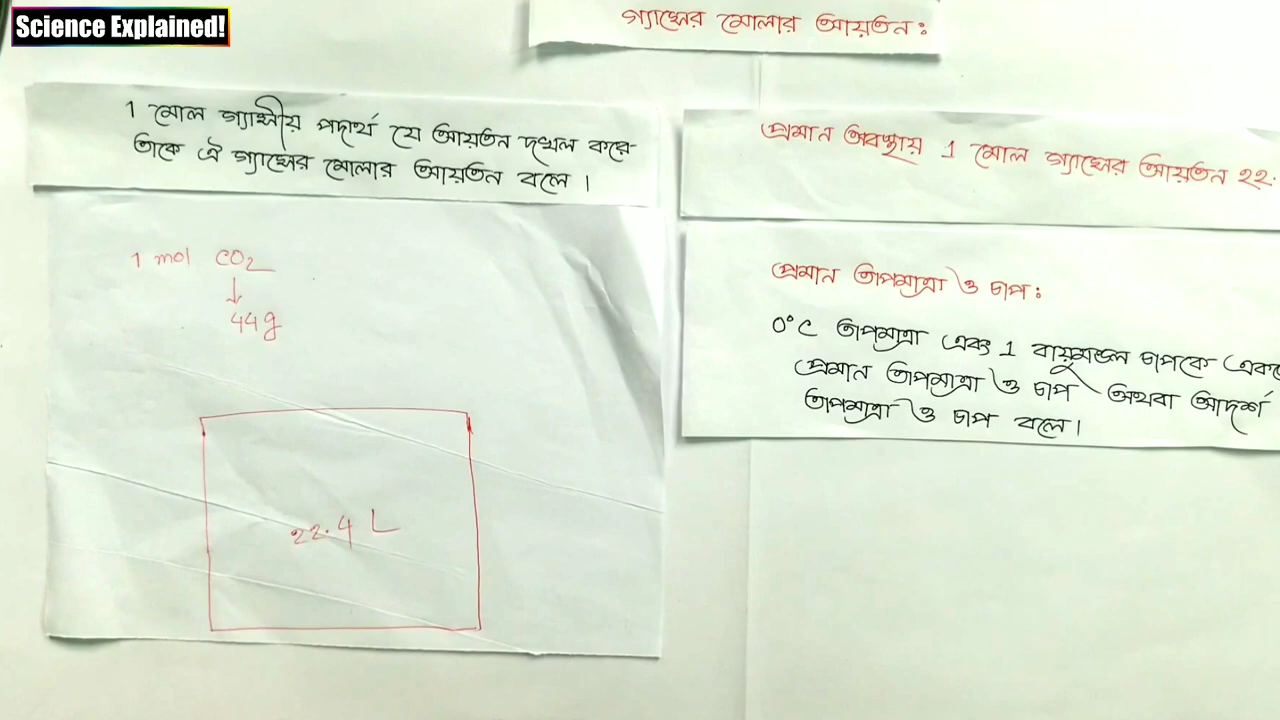 Science Explained!
গ্যাসের মোলার আয়তন:
1 মোল গ্যাসীয় পদার্থ যে আয়তন দখল করে
তাকে ঐ গ্যাসের মোলার আয়তন বলে।
1 mol CO2
↓
44g
22.4 L
প্রমান অবস্থায় 1 মোল গ্যাসের আয়তন ২২.
প্রমান তাপমাত্রা ও চাপ:
0°C তাপমাত্রা এবং 1 বায়ুমন্ডল চাপকে
প্রমান তাপমাত্রা ও চাপ অথবা আদর্শ
তাপমাত্রা ও চাপ বলে।